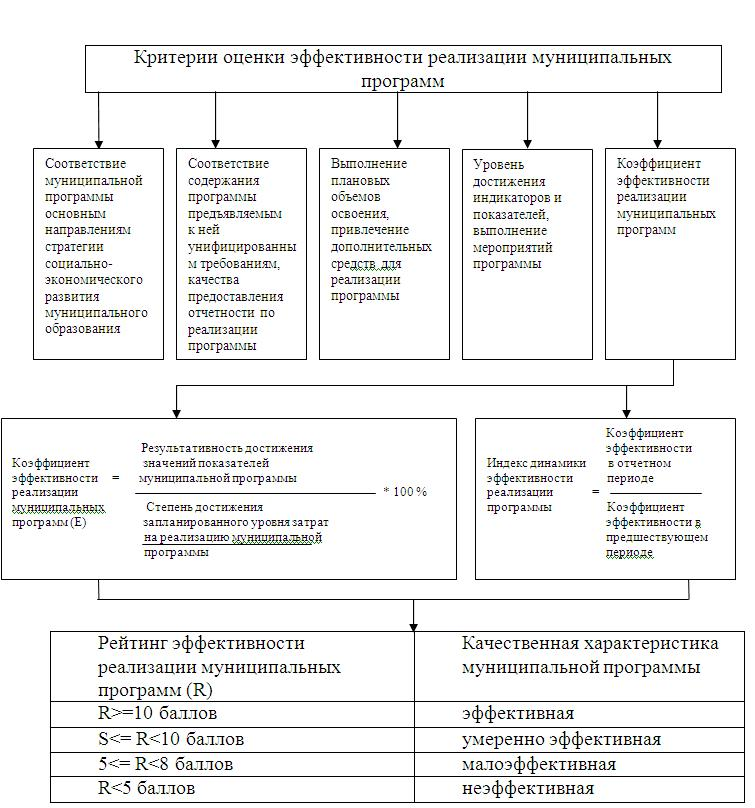 Критерии оценки эффективности реализации муниципальных
программ
Соответствие
муниципальной
программы
основным
направлениям
стратегии
социально-
экономического
развития
муниципального
образования
Соответствие
содержания
программы
предъявляемым
к ней
унифицированны
м требованиям,
качества
предоставления
отчетности по
реализации
программы
Выполнение
плановых
объемов
освоения,
привлечение
дополнительных
средств для
реализации
программы
Уровень
достижения
индикаторов и
показателей,
выполнение
мероприятий
программы
Коэффициент
эффективности
реализации
муниципальных
программ
Коэффициент
эффективности =
реализации
муниципальных
программ (Е)
Результативность достижения
значений показателей
муниципальной программы
* 100 %
Степень достижения
запланированного уровня затрат
на реализацию муниципальной
программы
Индекс динамики
эффективности
реализации =
программы
Коэффициент
эффективности
в отчетном
периоде
Коэффициент
эффективности в
предшествующем
периоде
Рейтинг эффективности
реализации муниципальных
программ (R)
Качественная характеристика
муниципальной программы
R>=10 баллов эффективная
S<= R<10 баллов умеренно эффективная
5<= R<8 баллов малоэффективная
R<5 баллов неэффективная